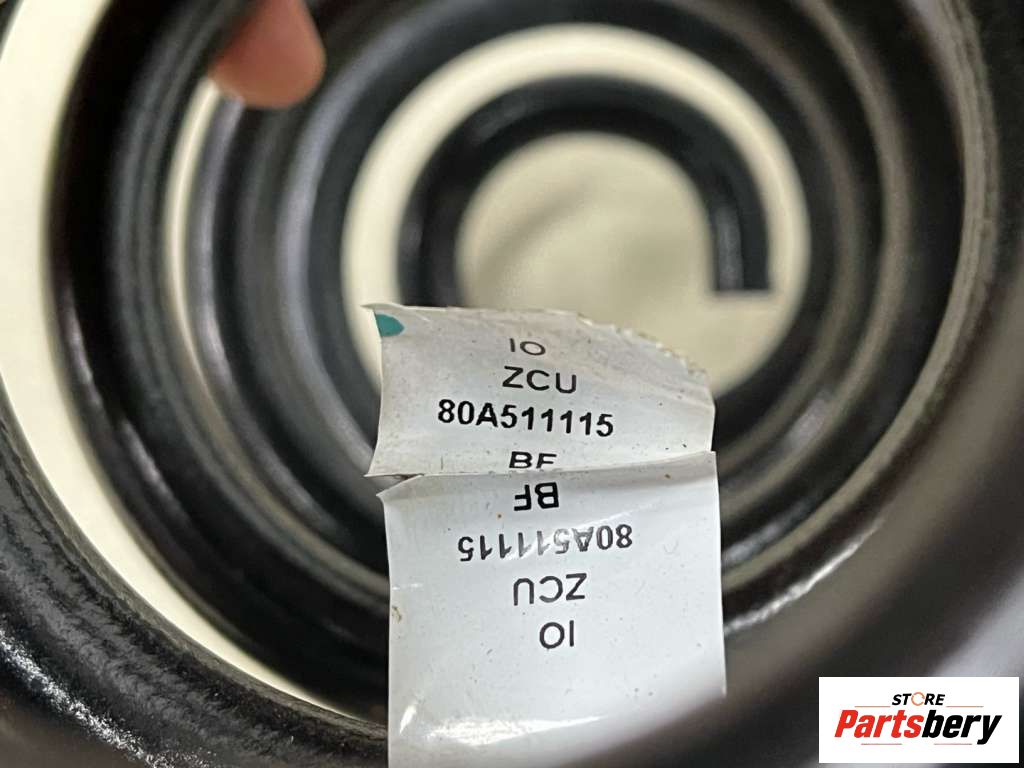 IO
ZCU
80A511115
BF
BF
80A511115
ZCU
IO
STORE
Partsbery